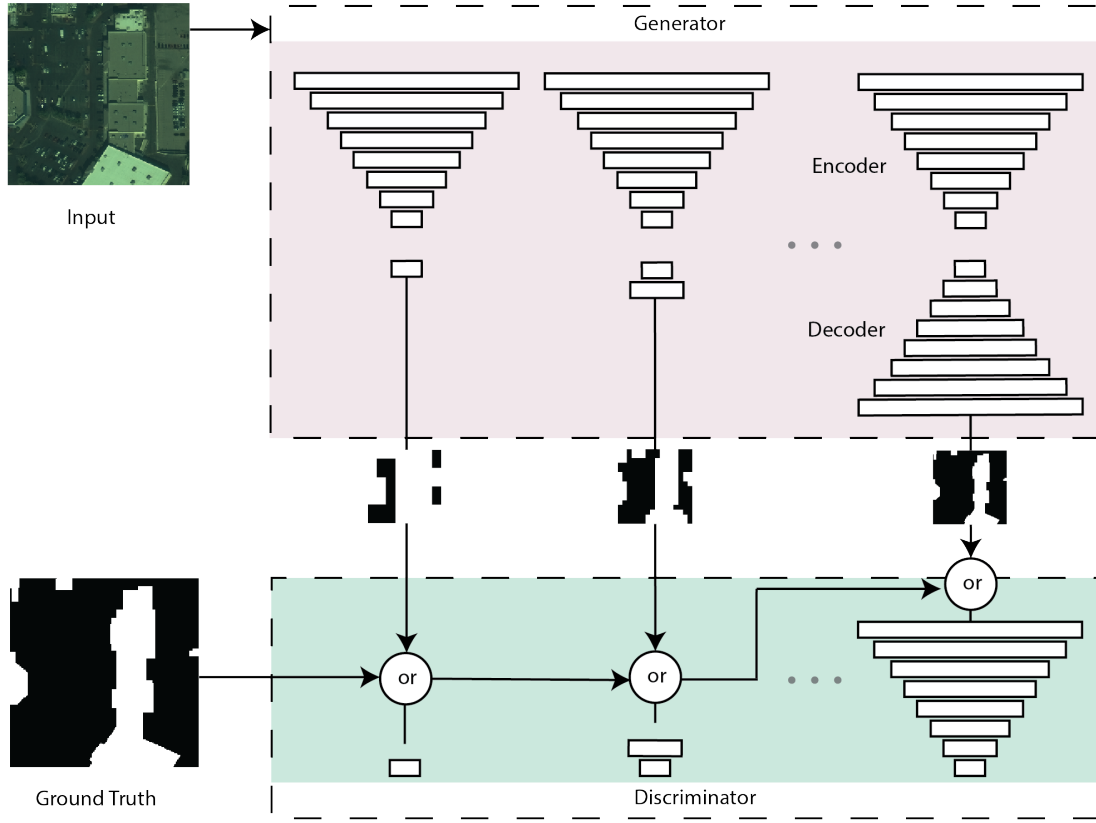 Generator
Input
Encoder
Decoder
or
or
or
Ground Truth
Discriminator